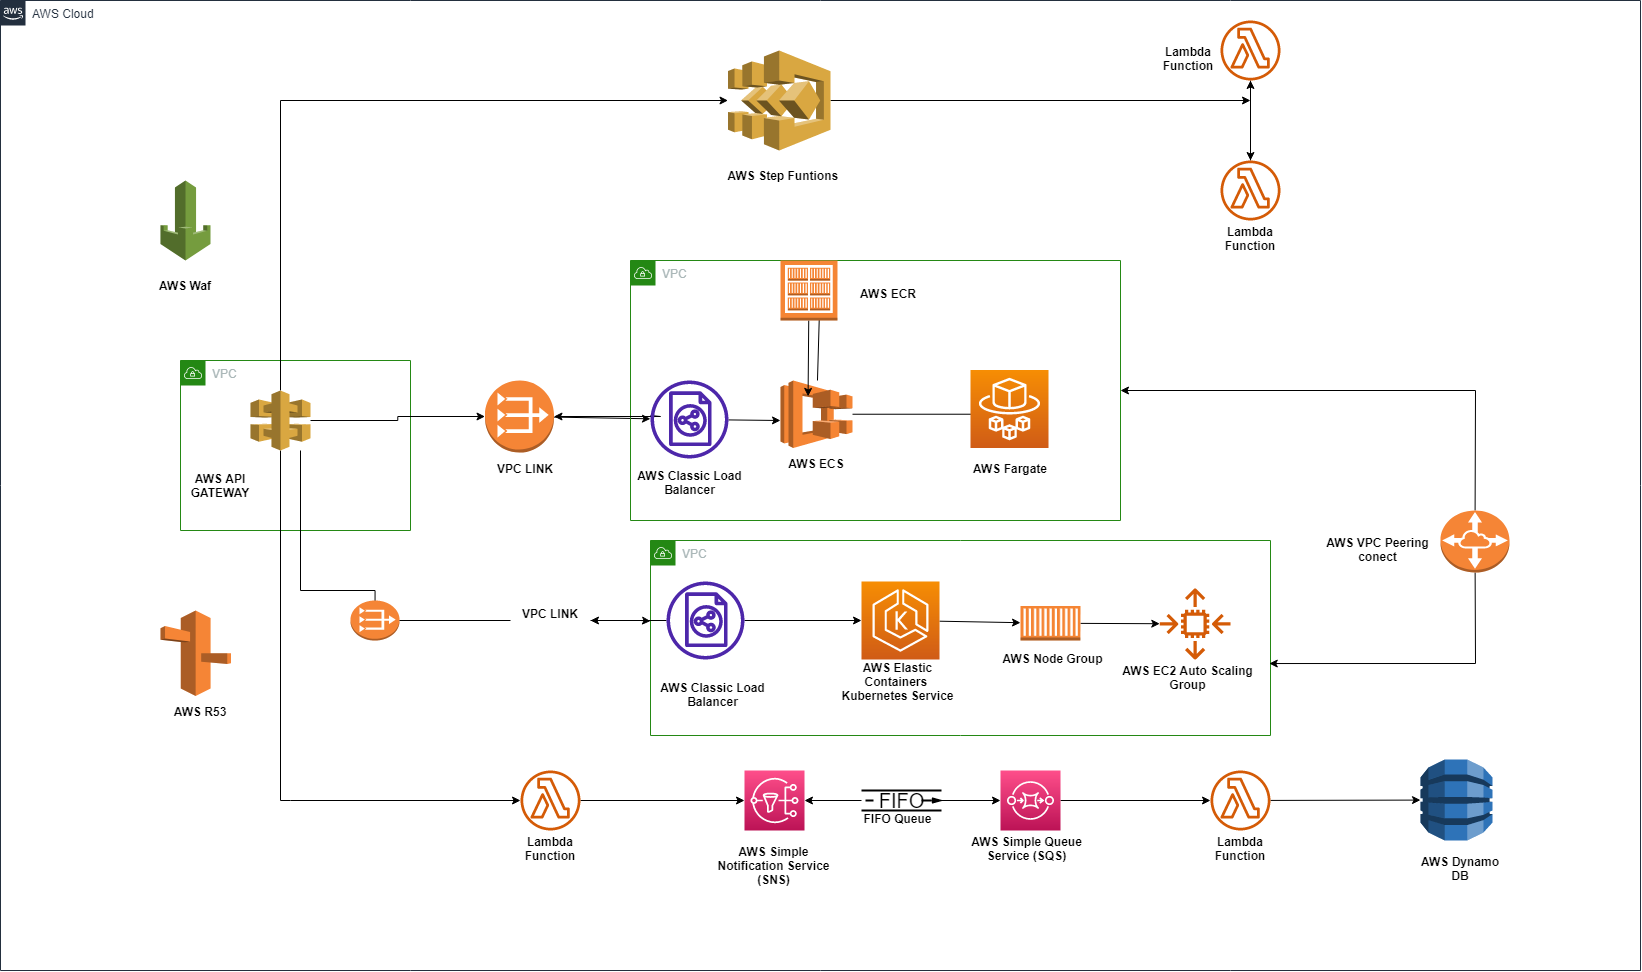 aws
AWS Cloud
Lambda
Function
AWS Step Funtions
Lambda
Function
AWS Waf
VPC
AWS ECR
VPC
AWS API
GATEWAY
VPC LINK
AWS Classic Load
Balancer
AWS ECS
AWS Fargate
AWS VPC Peering
conect
VPC
VPC LINK
AWS Classic Load
Balancer
K
AWS Elastic
Containers
Kubernetes Service
AWS Node Group
AWS EC2 Auto Scaling
Group
AWS R53
Lambda
Function
AWS Simple
Notification Service
(SNS)
FIFO
FIFO Queue
AWS Simple Queue
Service (SQS)
Lambda
Function
AWS Dynamo
DB